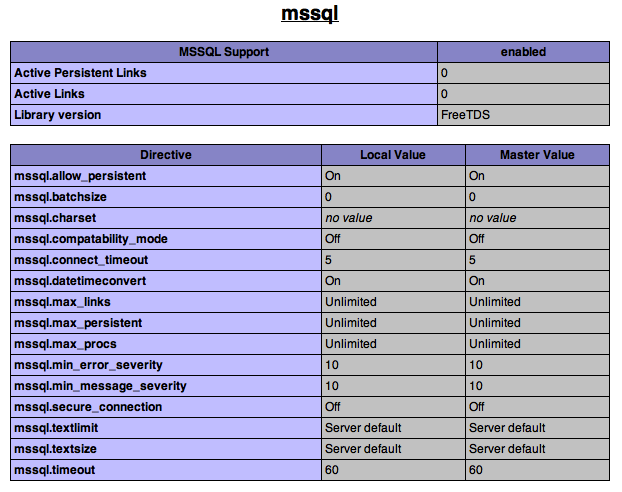 mssql
MSSQL Support enabled
Active Persistent Links 0
Active Links 0
Library version FreeTDS
Directive Local Value Master Value
mssql.allow_persistent On On
mssql.batchsize 0 0
mssql.charset no value no value
mssql.compatability_mode Off Off
mssql.connect_timeout 5 5
mssql.datetimeconvert On On
mssql.max_links Unlimited Unlimited
mssql.max_persistent Unlimited Unlimited
mssql.max_procs Unlimited Unlimited
mssql.min_error_severity 10 10
mssql.min_message_severity 10 10
mssql.secure_connection Off Off
mssql.textlimit Server default Server default
mssql.textsize Server default Server default
mssql.timeout 60 60